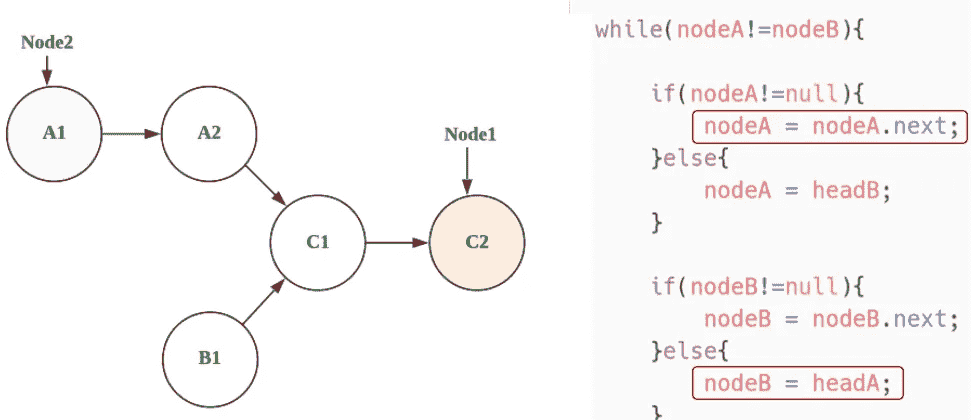 Node2
A1
A2
Node1
C1
C2
B1
while(nodeA!=nodeB){
if(nodeA!=null){
nodeA = nodeA.next;
}else{
nodeA = headB;
}
if(nodeB!=null){
nodeB = nodeB.next;
}else{
nodeB = headA;
}